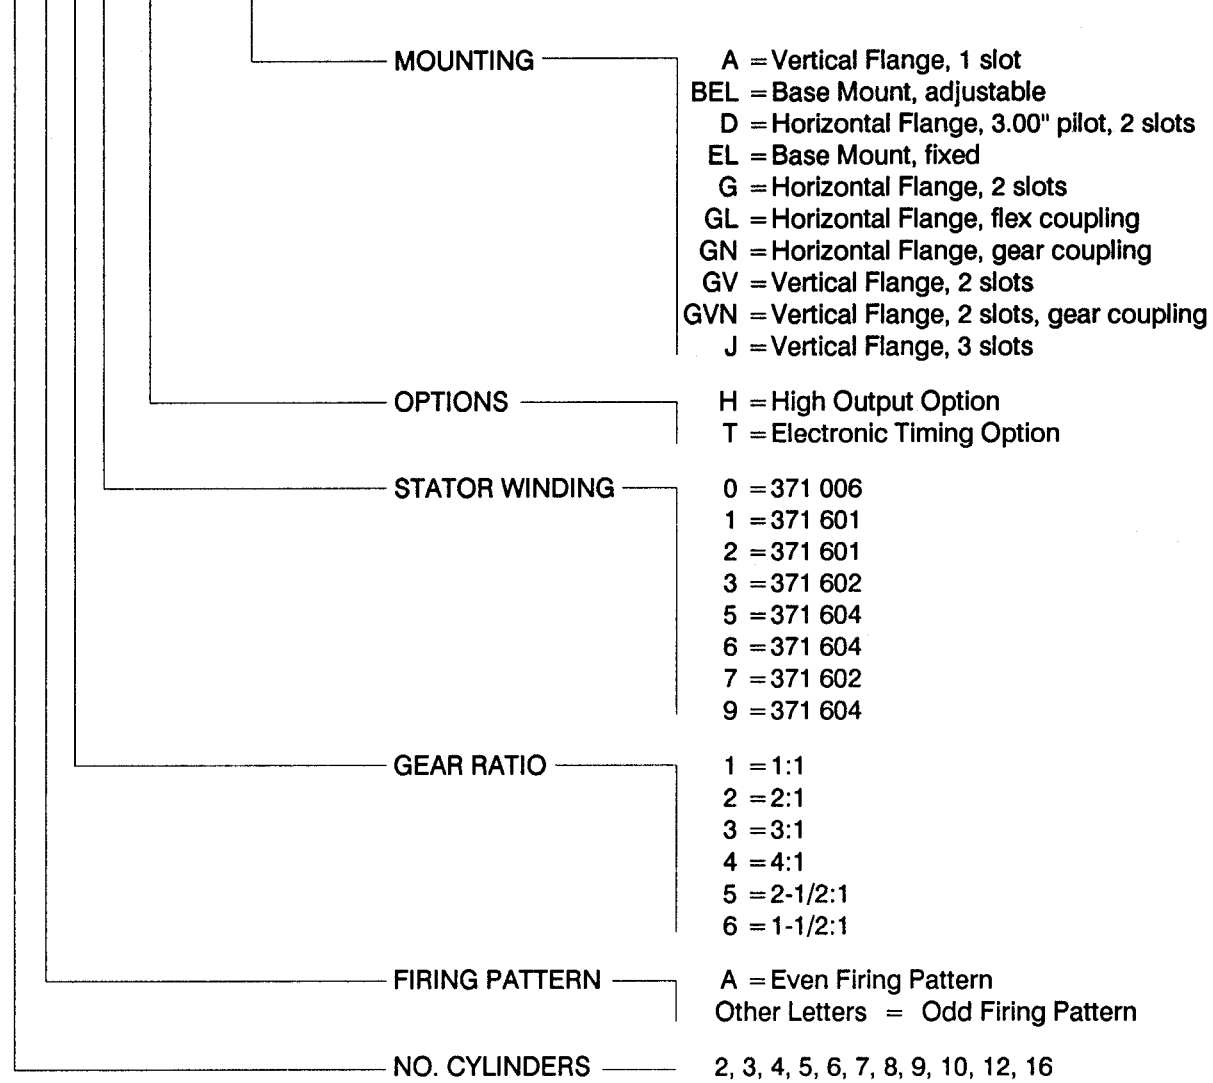 MOUNTING A = Vertical Flange, 1 slot
BEL = Base Mount, adjustable
D = Horizontal Flange, 3.00" pilot, 2 slots
EL = Base Mount, fixed
G = Horizontal Flange, 2 slots
GL = Horizontal Flange, flex coupling
GN = Horizontal Flange, gear coupling
GV = Vertical Flange, 2 slots
GVN = Vertical Flange, 2 slots, gear coupling
J = Vertical Flange, 3 slots
OPTIONS H = High Output Option
T = Electronic Timing Option
STATOR WINDING 0 = 371 006
1 = 371 601
2 = 371 601
3 = 371 602
5 = 371 604
6 = 371 604
7 = 371 602
9 = 371 604
GEAR RATIO 1 = 1:1
2 = 2:1
3 = 3:1
4 = 4:1
5 = 2-1/2:1
6 = 1-1/2:1
FIRING PATTERN A = Even Firing Pattern
Other Letters = Odd Firing Pattern
NO. CYLINDERS 2, 3, 4, 5, 6, 7, 8, 9, 10, 12, 16